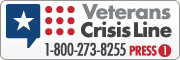 Veterans
Crisis Line
1-800-273-8255 PRESS 1